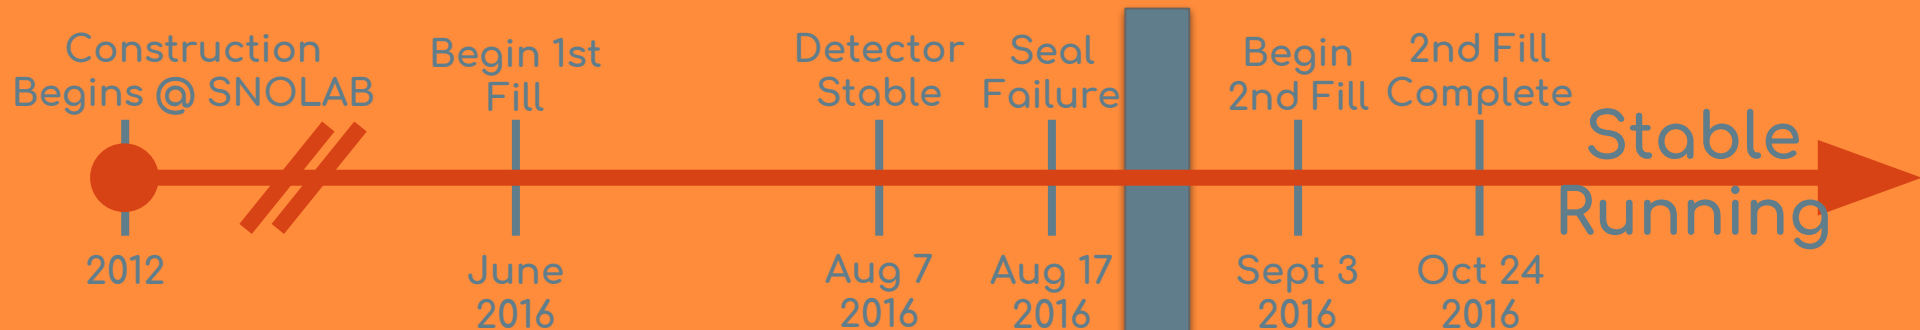 Construction
Begins @ SNOLAB
2012
Begin 1st
Fill
June
2016
Detector
Stable
Aug 7
2016
Seal
Failure
Aug 17
2016
Begin
2nd Fill
Sept 3
2016
2nd Fill
Complete
Oct 24
2016
Stable
Running